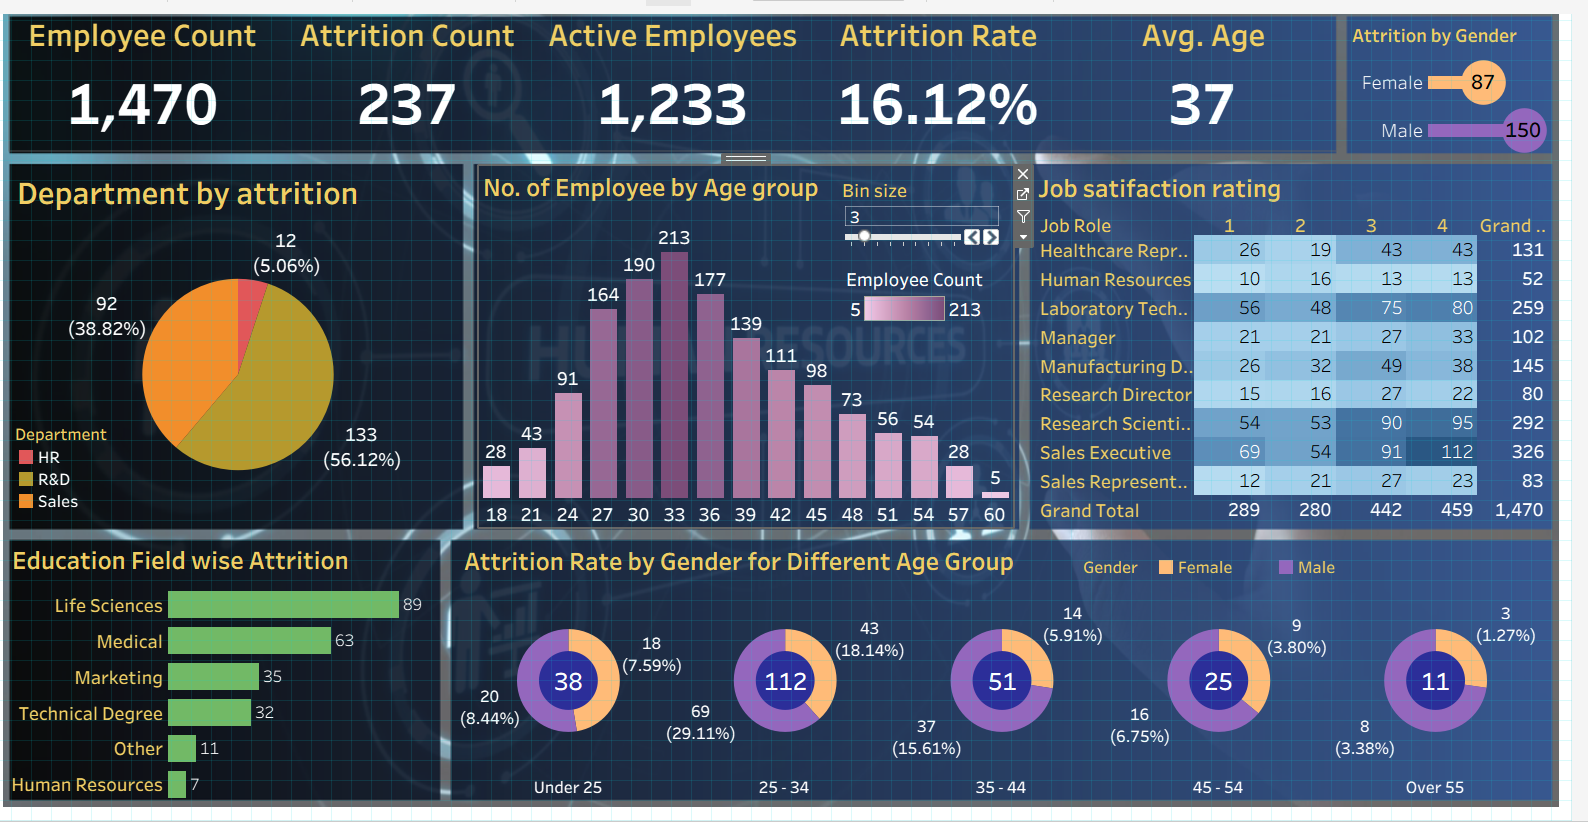 Employee Count
1,470
Attrition Count
237
Active Employees
1,233
Attrition Rate
16.12%
Avg. Age
37
Attrition by Gender
Female 87
Male 150
Department by attrition
12
(5.06%)
92
(38.82%)
133
(56.12%)
Department
HR
R&D
Sales
No. of Employee by Age group
Bin size
3
Employee Count
5 213
28 43 91 164 190 213 177 139 111 98 73 56 54 28 5
18 21 24 27 30 33 36 39 42 45 48 51 54 57 60
HUMAN RESOURCES
Job satifaction rating
Job Role 1 2 3 4 Grand ..
Healthcare Repr.. 26 19 43 43 131
Human Resources 10 16 13 13 52
Laboratory Tech.. 56 48 75 80 259
Manager 21 21 27 33 102
Manufacturing D.. 26 32 49 38 145
Research Director 15 16 27 22 80
Research Scienti.. 54 53 90 95 292
Sales Executive 69 54 91 112 326
Sales Represent.. 12 21 27 23 83
Grand Total 289 280 442 459 1,470
Education Field wise Attrition
Life Sciences 89
Medical 63
Marketing 35
Technical Degree 32
Other 11
Human Resources 7
Attrition Rate by Gender for Different Age Group
Gender Female Male
18
(7.59%)
38
20
(8.44%)
Under 25
43
(18.14%)
112
69
(29.11%)
25 - 34
14
(5.91%)
51
37
(15.61%)
35 - 44
9
(3.80%)
25
16
(6.75%)
45 - 54
3
(1.27%)
11
8
(3.38%)
Over 55